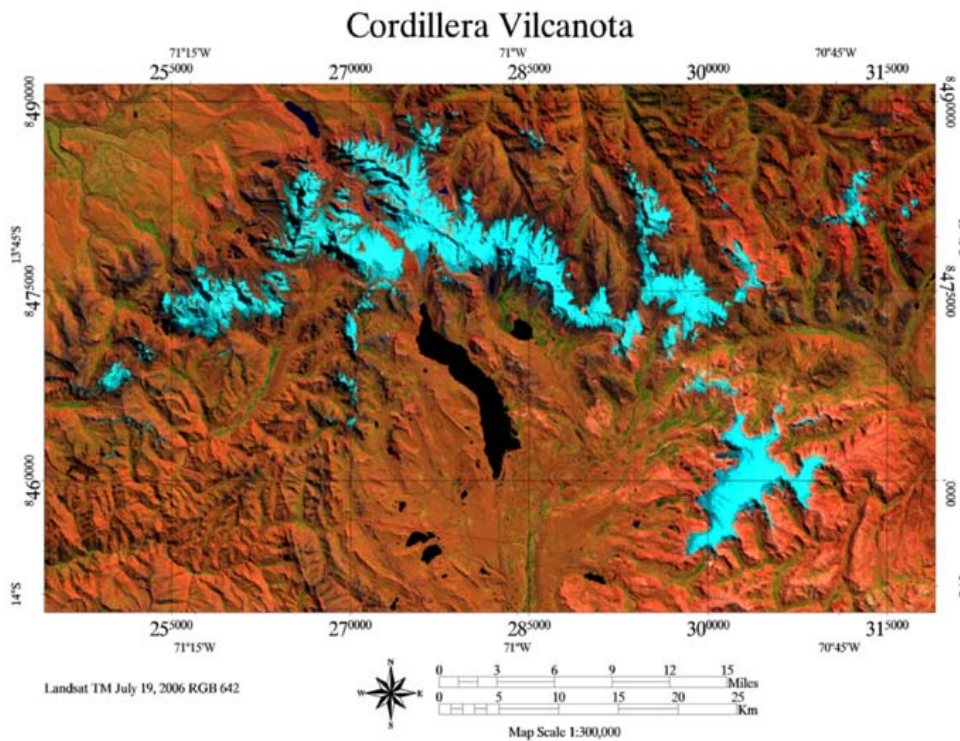 Cordillera Vilcanota
71°15'W 71°W 70°45'W
255000 270000 285000 300000 315000
8490000 8490000
13°45'S
8475000 8475000
8460000 0000
14°S
255000 270000 285000 300000 315000
71°15'W 71°W 70°45'W
Landsat TM July 19, 2006 RGB 642
N
W E
S
0 3 6 9 12 15
Miles
0 5 10 15 20 25
Km
Map Scale 1:300,000